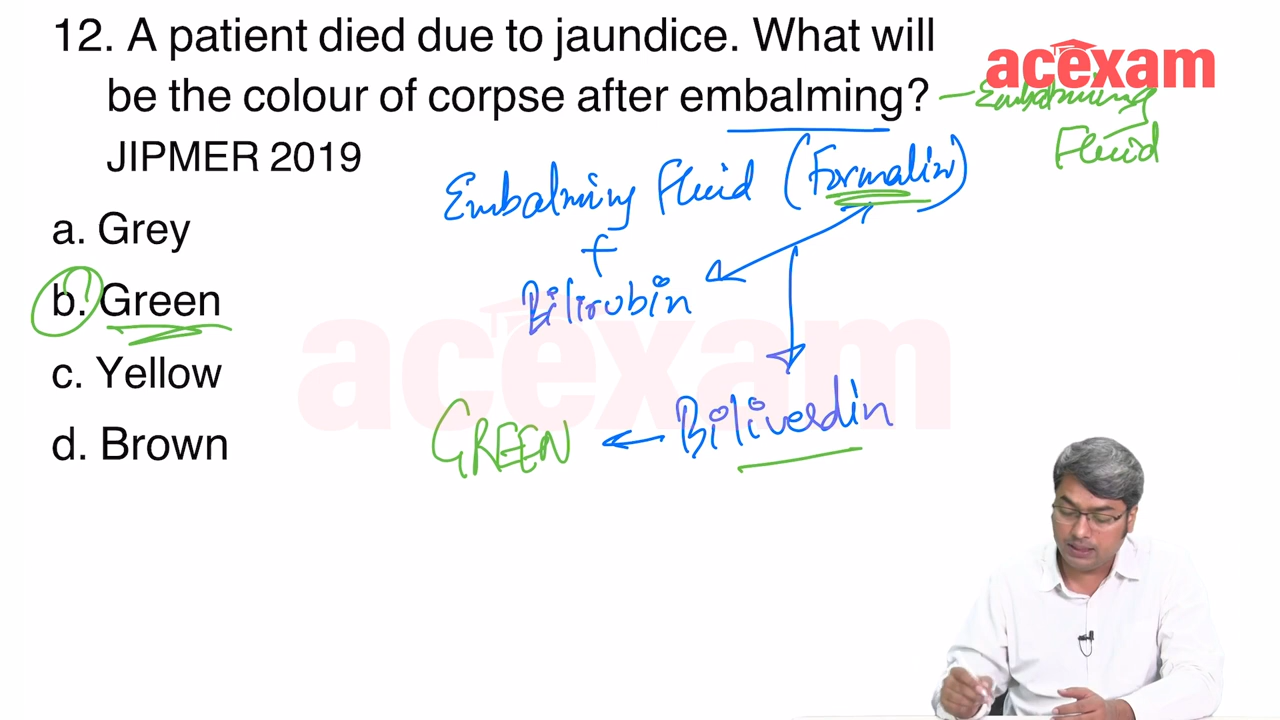 12. A patient died due to jaundice. What will
be the colour of corpse after embalming? – Embalming
Fluid
JIPMER 2019
acexam
Embalming Fluid (Formalin)
+
Bilirubin
Biliverdin
GREEN
a. Grey
b. Green
c. Yellow
d. Brown
acexam